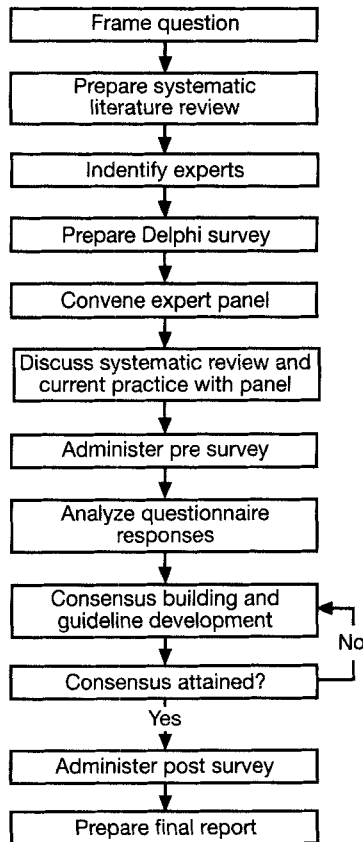 Frame question
Prepare systematic
literature review
Indentify experts
Prepare Delphi survey
Convene expert panel
Discuss systematic review and
current practice with panel
Administer pre survey
Analyze questionnaire
responses
Consensus building and
guideline development
No
Consensus attained?
Yes
Administer post survey
Prepare final report